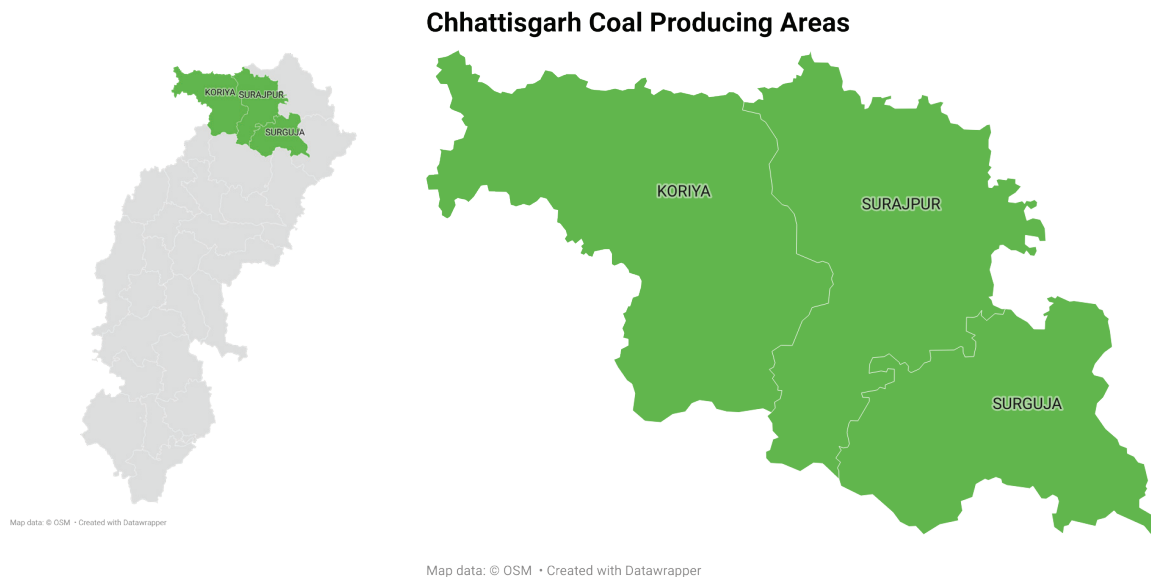 Chhattisgarh Coal Producing Areas
KORIYA
SURAJPUR
SURGUJA
KORIYA
SURAJPUR
SURGUJA
Map data: © OSM • Created with Datawrapper
Map data: © OSM • Created with Datawrapper